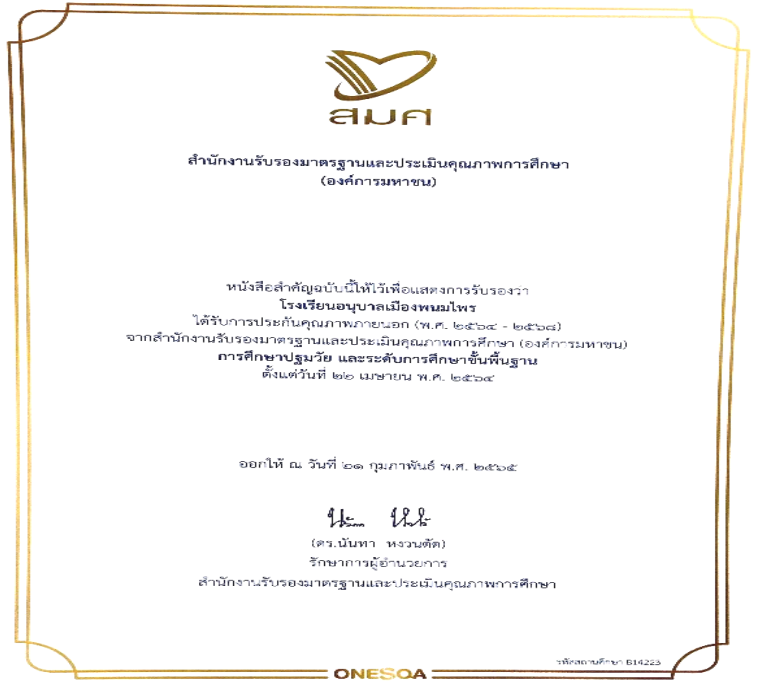 สมศ
สำนักงานรับรองมาตรฐานและประเมินคุณภาพการศึกษา
(องค์การมหาชน)
หนังสือสำคัญฉบับนี้ให้ไว้เพื่อแสดงการรับรองว่า
โรงเรียนอนุบาลเมืองพนมไพร
ได้รับการประกันคุณภาพภายนอก (พ.ศ. ๒๕๖๔ - ๒๕๖๘)
จากสำนักงานรับรองมาตรฐานและประเมินคุณภาพการศึกษา (องค์การมหาชน)
การศึกษาปฐมวัย และระดับการศึกษาขั้นพื้นฐาน
ตั้งแต่วันที่ ๒๒ เมษายน พ.ศ. ๒๕๖๔
ออกให้ ณ วันที่ ๒๑ กุมภาพันธ์ พ.ศ. ๒๕๖๕
(ดร.นันทา หงวนตัด)
รักษาการผู้อำนวยการ
สำนักงานรับรองมาตรฐานและประเมินคุณภาพการศึกษา
รหัสสถานศึกษา B14223
ONESQA